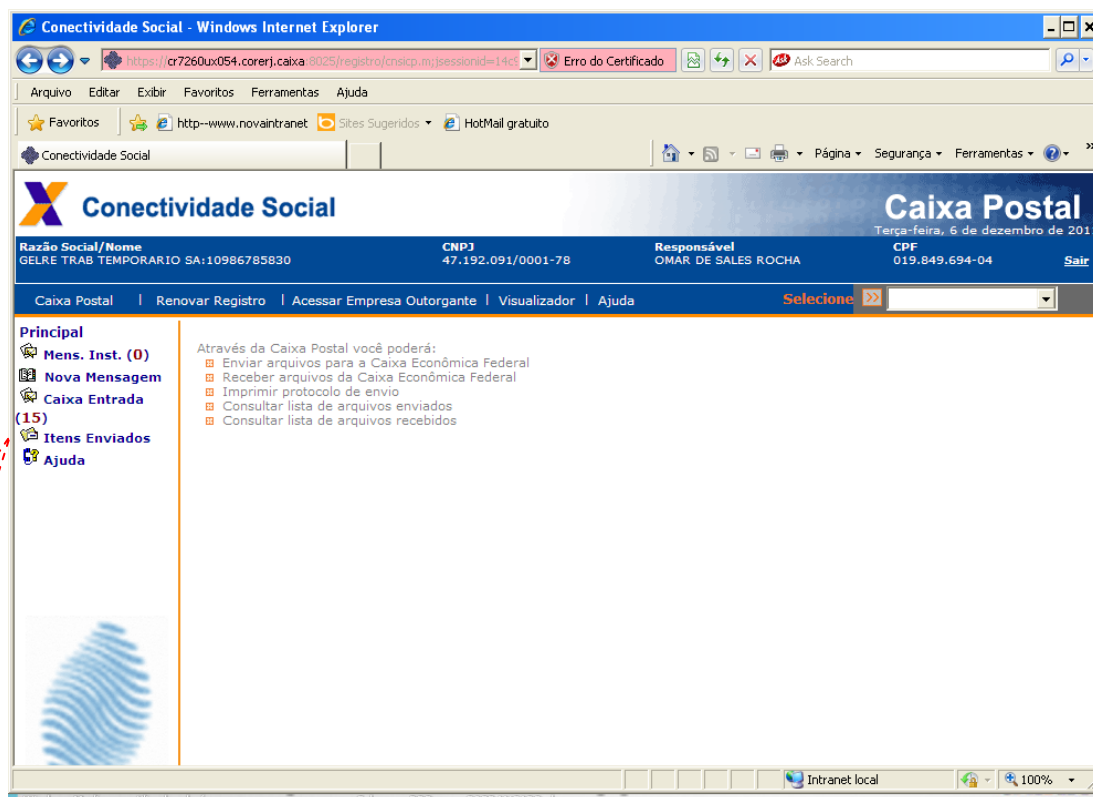 Conectividade Social - Windows Internet Explorer
https://cr7260ux054.corerj.caixa:8025/registro/cnsicp.m;jsessionid=14c9 Erro do Certificado Ask Search
Arquivo Editar Exibir Favoritos Ferramentas Ajuda
Favoritos http--www.novaintranet Sites Sugeridos HotMail gratuito
Conectividade Social Página Segurança Ferramentas
Conectividade Social Caixa Postal
Terça-feira, 6 de dezembro de 201
Razão Social/Nome CNPJ Responsável CPF
GELRE TRAB TEMPORARIO SA:10986785830 47.192.091/0001-78 OMAR DE SALES ROCHA 019.849.694-04 Sair
Caixa Postal | Renovar Registro | Acessar Empresa Outorgante | Visualizador | Ajuda Selecione
Principal
Mens. Inst. (0)
Nova Mensagem
Caixa Entrada
(15)
Itens Enviados
Ajuda
Através da Caixa Postal você poderá:
Enviar arquivos para a Caixa Econômica Federal
Receber arquivos da Caixa Econômica Federal
Imprimir protocolo de envio
Consultar lista de arquivos enviados
Consultar lista de arquivos recebidos
Intranet local 100%